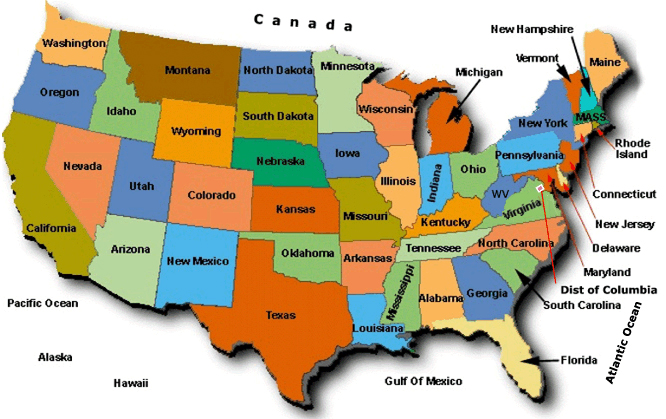 Canada
New Hampshire
Washington
Minnesota
Vermont
Maine
Montana
North Dakota
Michigan
Oregon
Idaho
Wisconsin
South Dakota
MASS
New York
Wyoming
Rhode
Island
Nebraska
Iowa
Pennsylvania
Nevada
Utah
Illinois
Indiana
Ohio
Colorado
WV
Connecticut
Virginia
Kansas
Missouri
Kentucky
New Jersey
California
Arizona
Oklahoma
Arkansas
Tennessee
North Carolina
Delaware
New Mexico
Mississippi
Maryland
Dist of Columbia
Alabama
Georgia
South Carolina
Pacific Ocean
Texas
Louisiana
Atlantic Ocean
Alaska
Florida
Hawaii
Gulf Of Mexico